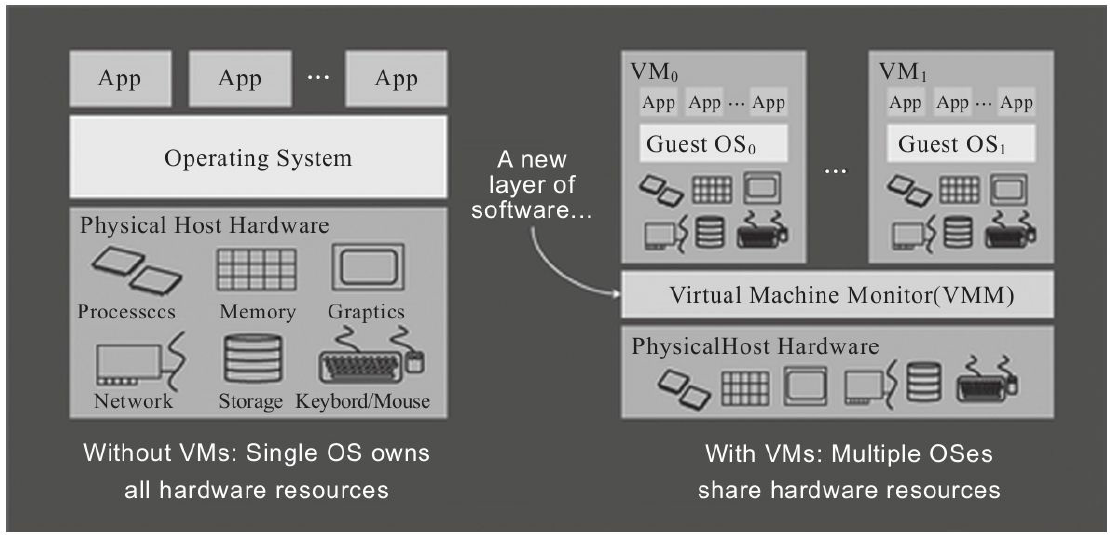 App App ... App
Operating System
Physical Host Hardware
Processccs Memory Graptics
Network Storage Keybord/Mouse
Without VMs: Single OS owns
all hardware resources
A new
layer of
software...
VM₀
App App ... App
Guest OS₀
...
VM₁
App App ... App
Guest OS₁
Virtual Machine Monitor(VMM)
PhysicalHost Hardware
With VMs: Multiple OSes
share hardware resources